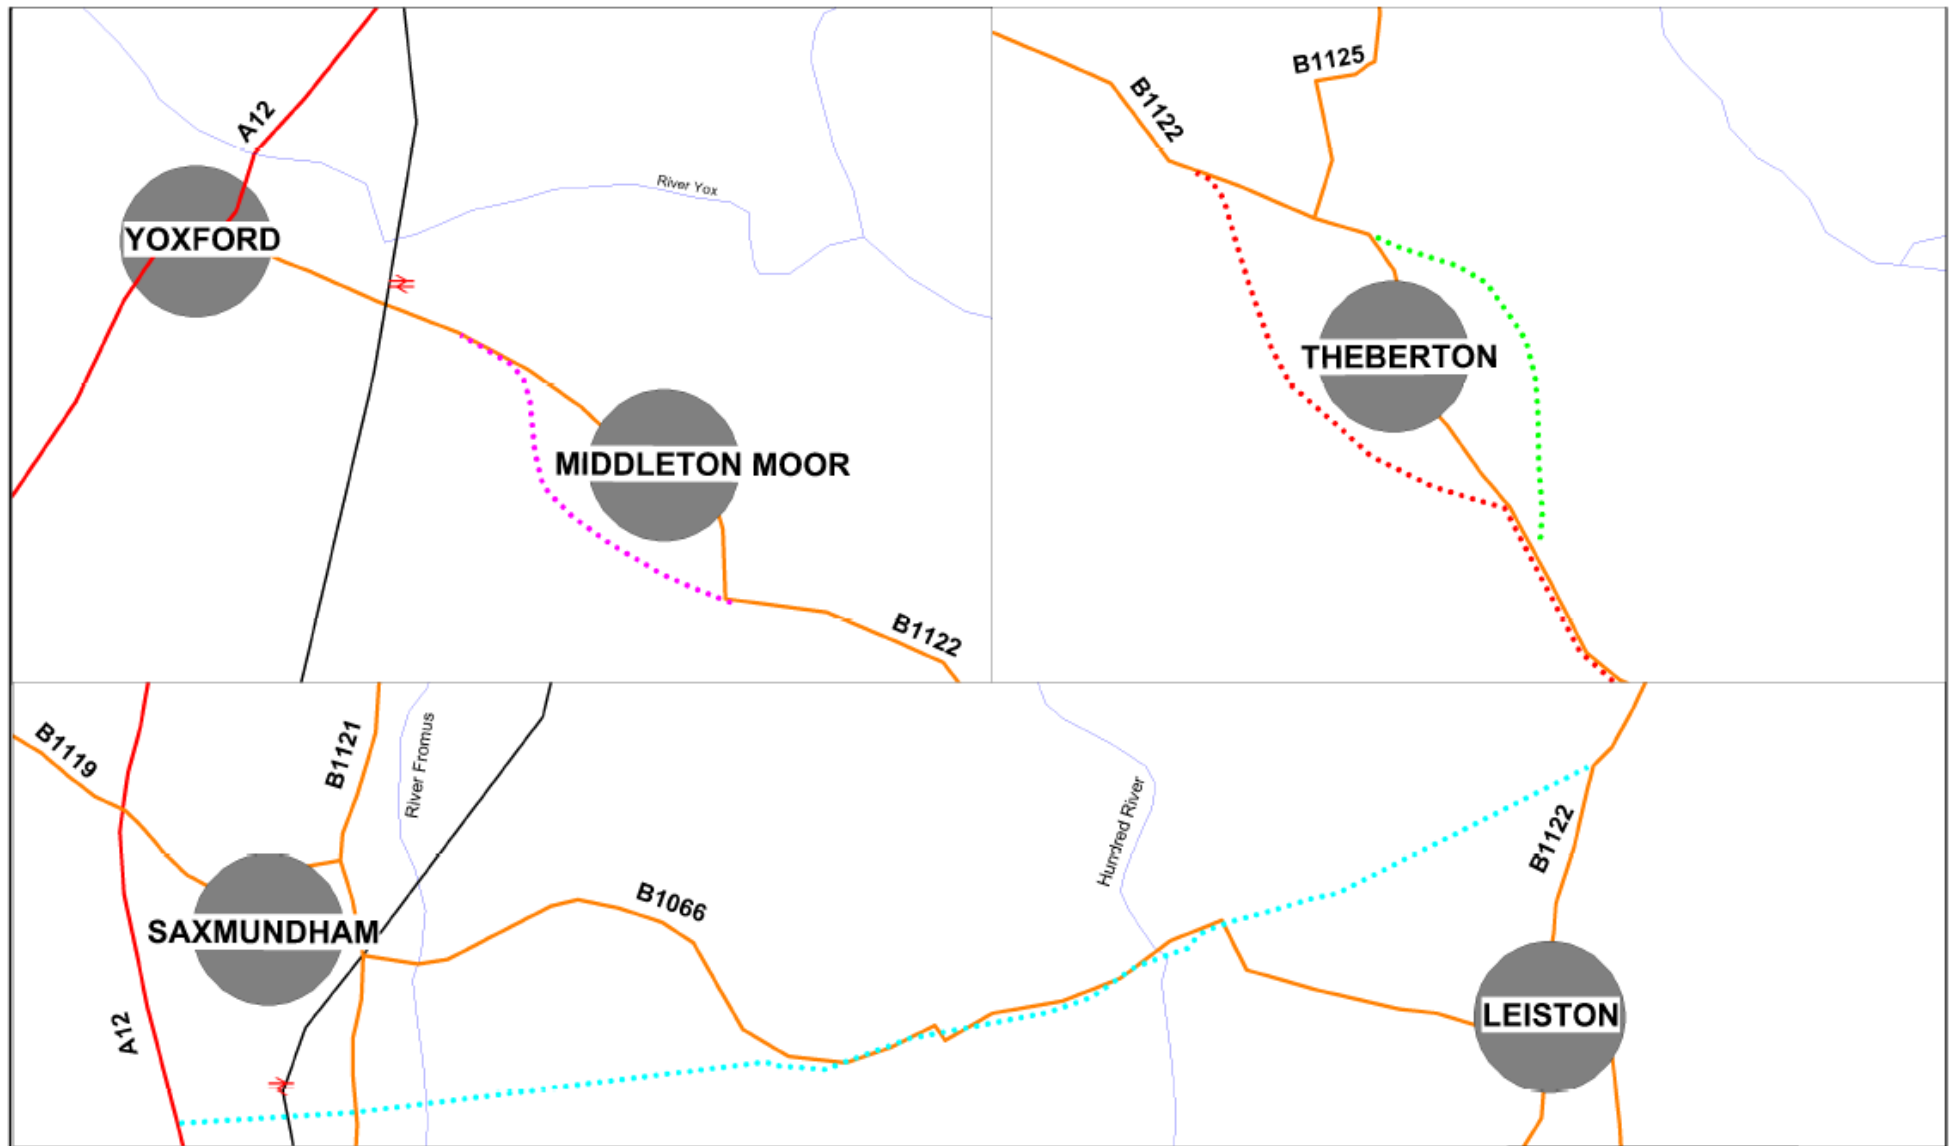 A12
YOXFORD
River Yox
MIDDLETON MOOR
B1122
B1122
B1125
THEBERTON
B1119
B1121
River Fromus
SAXMUNDHAM
A12
B1066
Hundred River
B1122
LEISTON